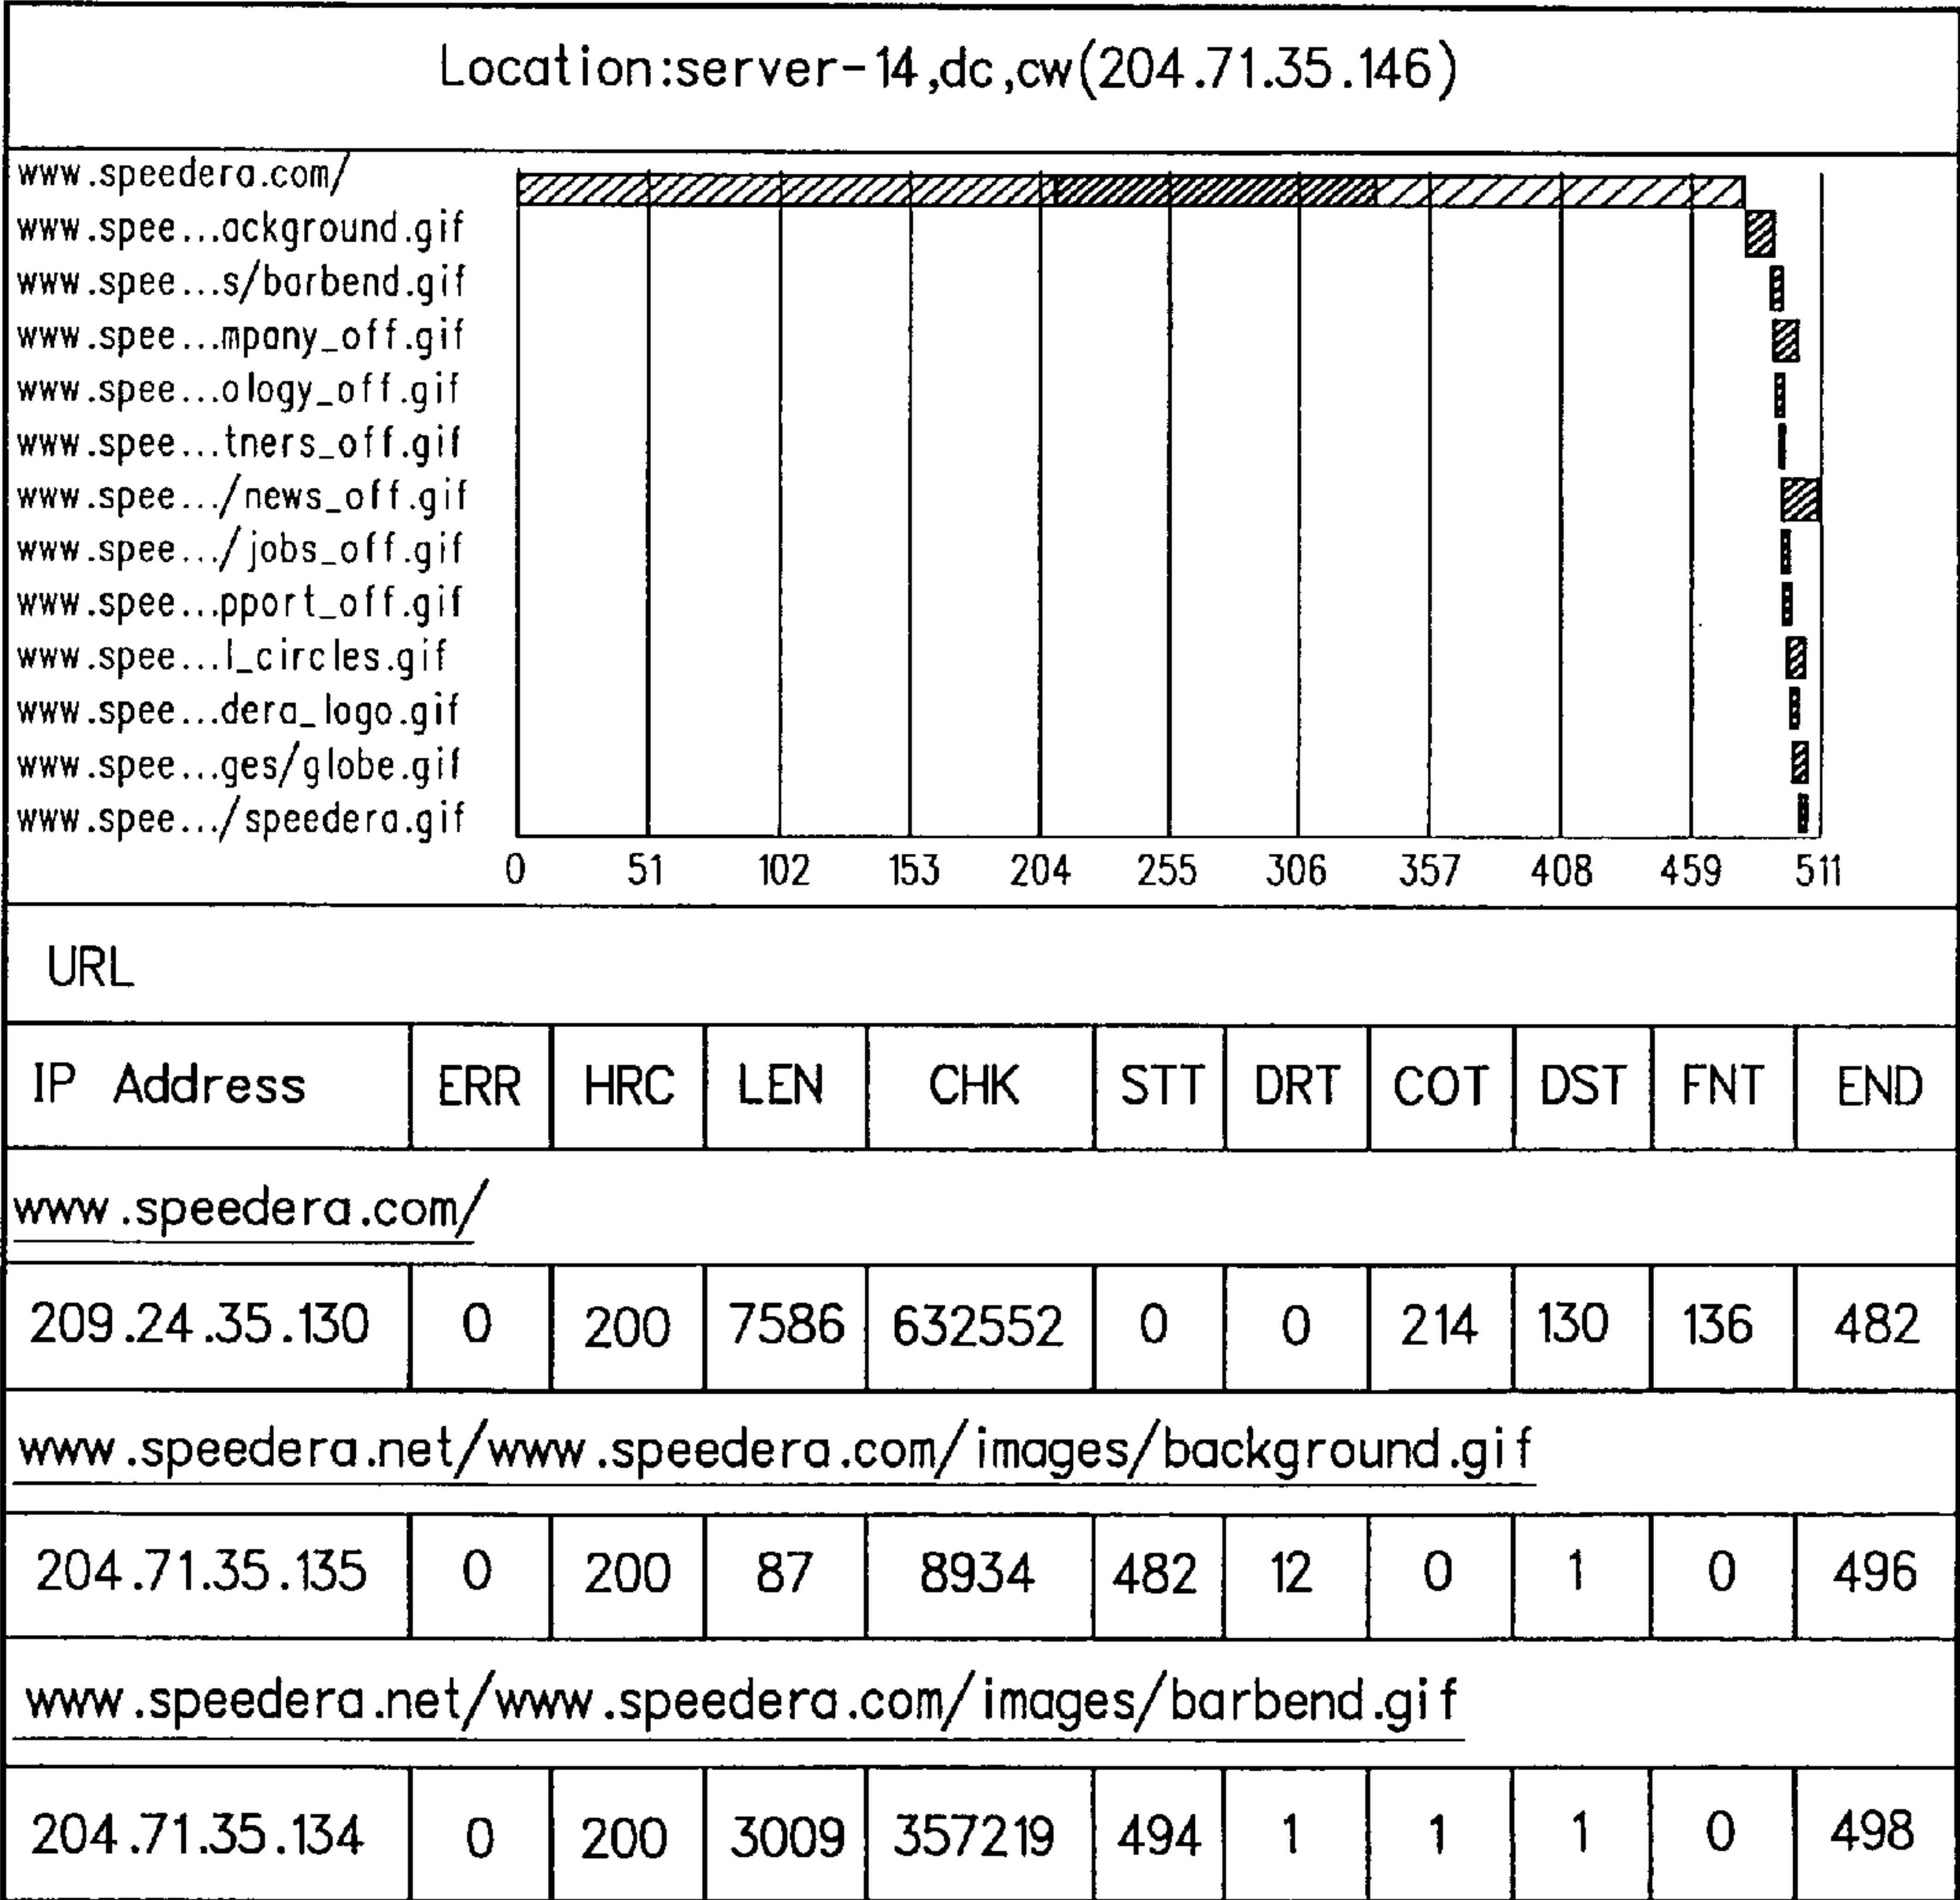 Location:server-14,dc,cw(204.71.35.146)
www.speedera.com/
www.spee...ackground.gif
www.spee...s/barbend.gif
www.spee...mpany_off.gif
www.spee...ology_off.gif
www.spee...tners_off.gif
www.spee.../news_off.gif
www.spee.../jobs_off.gif
www.spee...pport_off.gif
www.spee...l_circles.gif
www.spee...dera_logo.gif
www.spee...ges/globe.gif
www.spee.../speedera.gif
0 51 102 153 204 255 306 357 408 459 511
URL
IP Address ERR HRC LEN CHK STT DRT COT DST FNT END
www.speedera.com/
209.24.35.130 0 200 7586 632552 0 0 214 130 136 482
www.speedera.net/www.speedera.com/images/background.gif
204.71.35.135 0 200 87 8934 482 12 0 1 0 496
www.speedera.net/www.speedera.com/images/barbend.gif
204.71.35.134 0 200 3009 357219 494 1 1 1 0 498